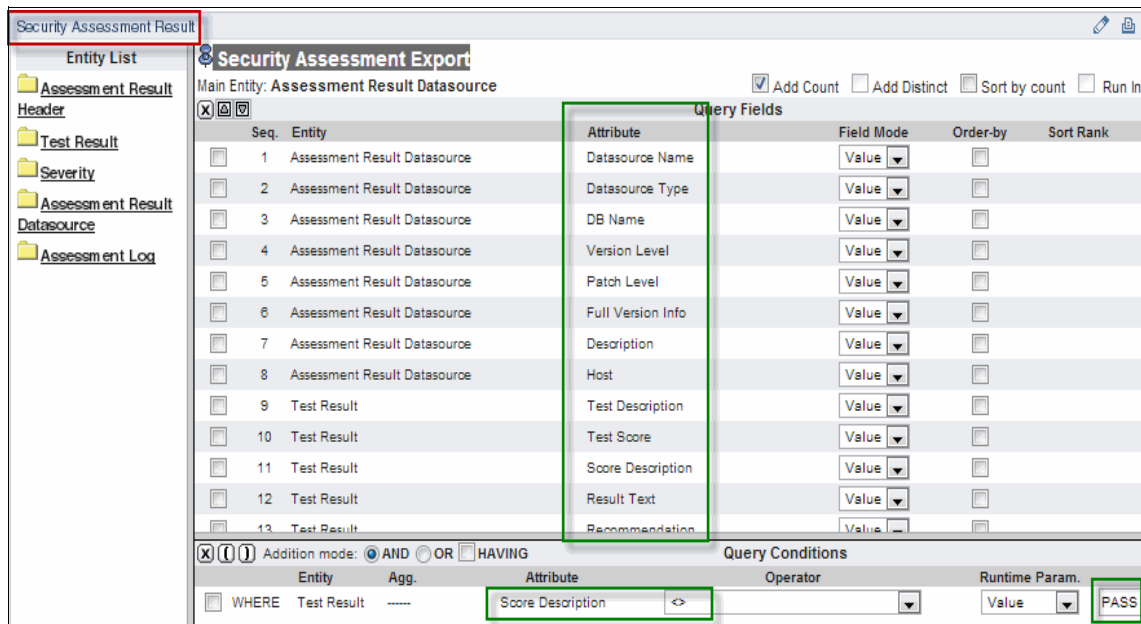 Security Assessment Result
Entity List
Assessment Result
Header
Test Result
Severity
Assessment Result
Datasource
Assessment Log
Security Assessment Export
Main Entity: Assessment Result Datasource
Add Count Add Distinct Sort by count Run In
Query Fields
Seq. Entity Attribute Field Mode Order-by Sort Rank
1 Assessment Result Datasource Datasource Name Value
2 Assessment Result Datasource Datasource Type Value
3 Assessment Result Datasource DB Name Value
4 Assessment Result Datasource Version Level Value
5 Assessment Result Datasource Patch Level Value
6 Assessment Result Datasource Full Version Info Value
7 Assessment Result Datasource Description Value
8 Assessment Result Datasource Host Value
9 Test Result Test Description Value
10 Test Result Test Score Value
11 Test Result Score Description Value
12 Test Result Result Text Value
13 Test Result Recommendation Value
X ( ) Addition mode: AND OR HAVING Query Conditions
Entity Agg. Attribute Operator Runtime Param.
WHERE Test Result ------ Score Description <> Value PASS